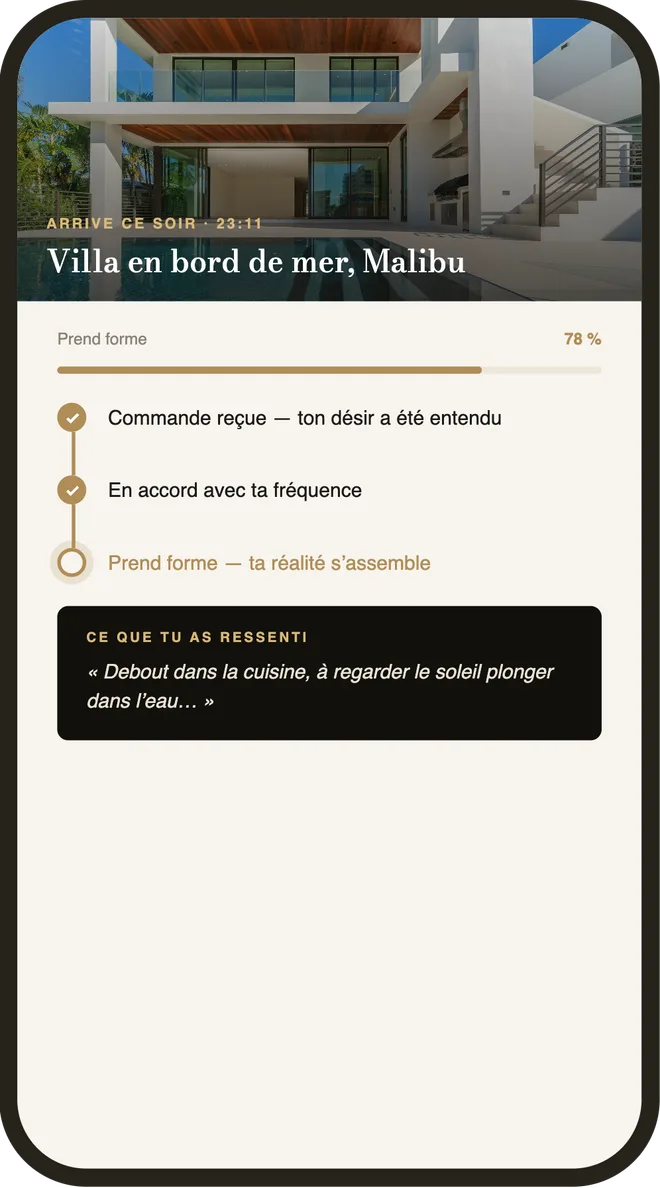 ARRIVE CE SOIR · 23:11
Villa en bord de mer, Malibu
Prend forme
78 %
Commande reçue — ton désir a été entendu
En accord avec ta fréquence
Prend forme — ta réalité s’assemble
CE QUE TU AS RESSENTI
« Debout dans la cuisine, à regarder le soleil plonger
dans l’eau… »